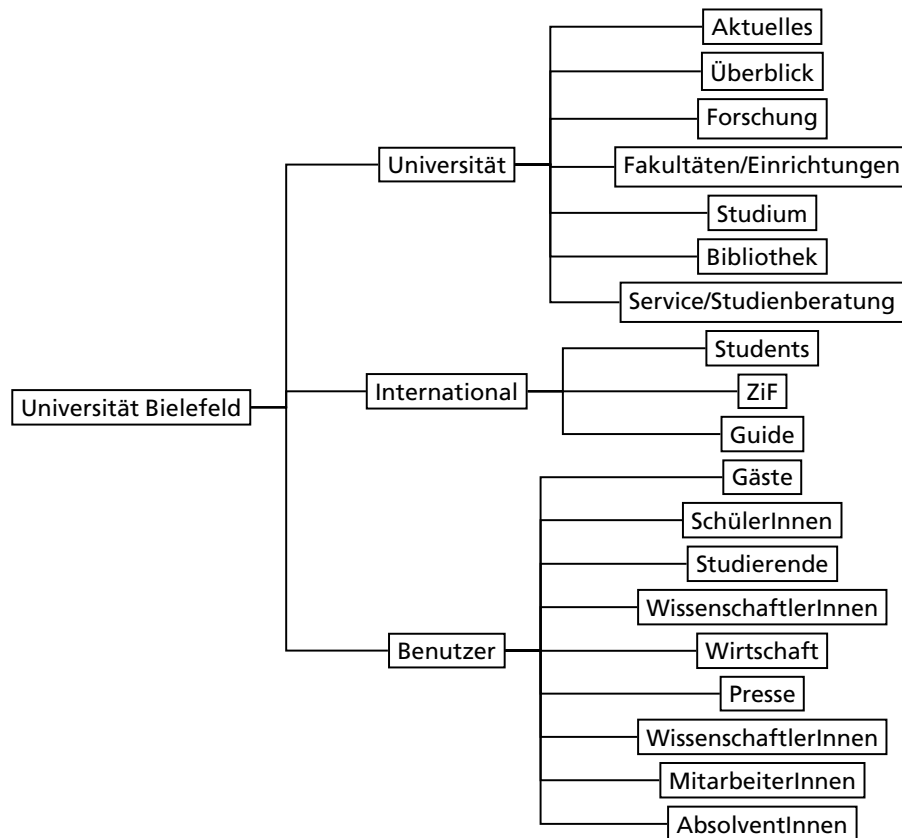 Universität Bielefeld
Universität
Aktuelles
Überblick
Forschung
Fakultäten/Einrichtungen
Studium
Bibliothek
Service/Studienberatung
International
Students
ZiF
Guide
Benutzer
Gäste
SchülerInnen
Studierende
WissenschaftlerInnen
Wirtschaft
Presse
WissenschaftlerInnen
MitarbeiterInnen
AbsolventInnen